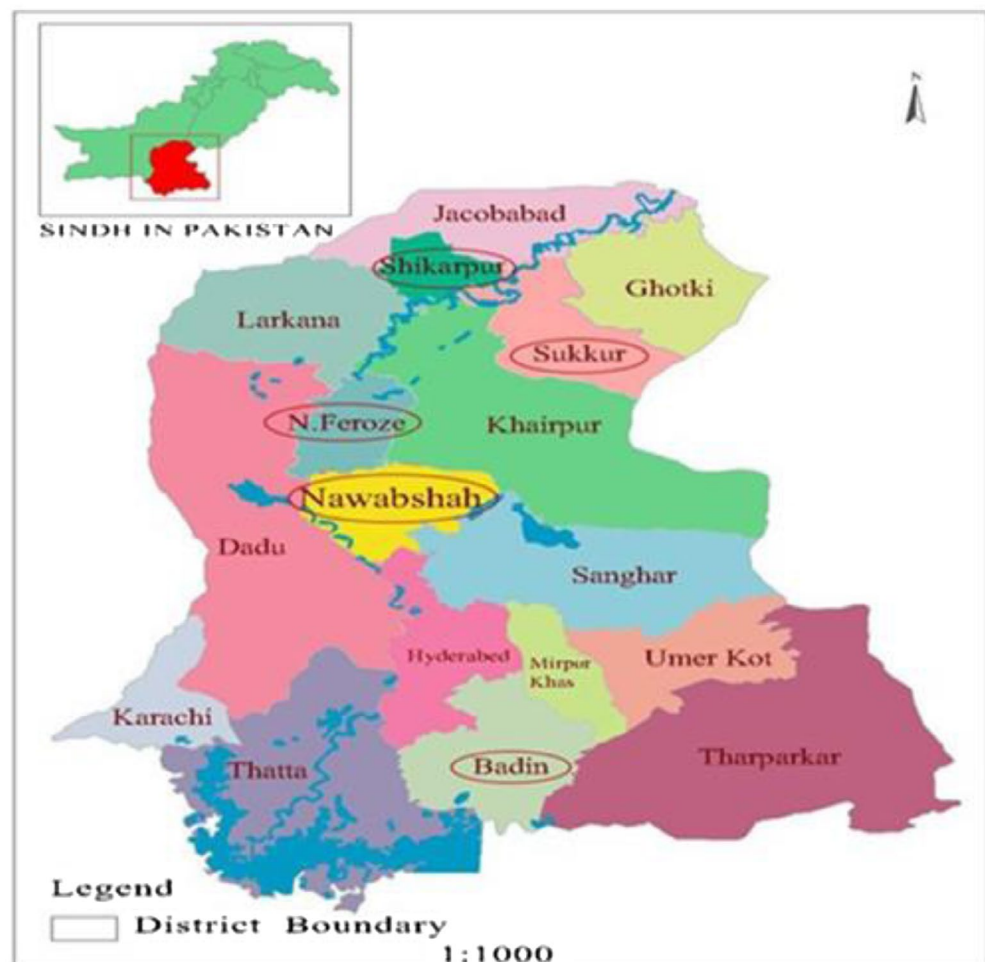 N
SINDH IN PAKISTAN
Jacobabad
Shikarpur
Ghotki
Larkana
Sukkur
N.Feroze
Khairpur
Nawabshah
Dadu
Sanghar
Hyderabed
Mirpur
Khas
Umer Kot
Karachi
Thatta
Badin
Tharparkar
Legend
District Boundary
1:1000